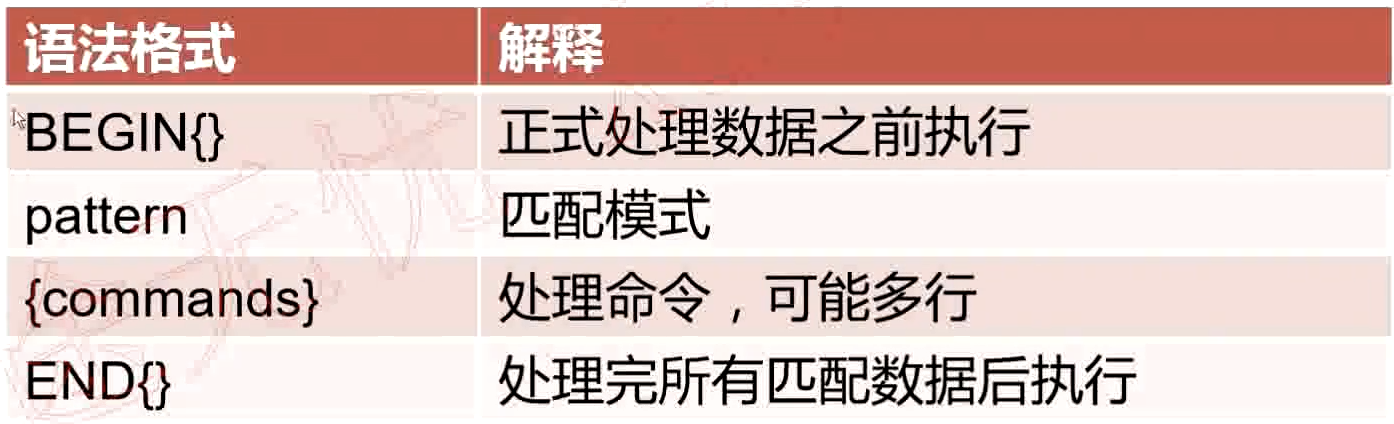 语法格式 解释
BEGIN{} 正式处理数据之前执行
pattern 匹配模式
{commands} 处理命令，可能多行
END{} 处理完所有匹配数据后执行